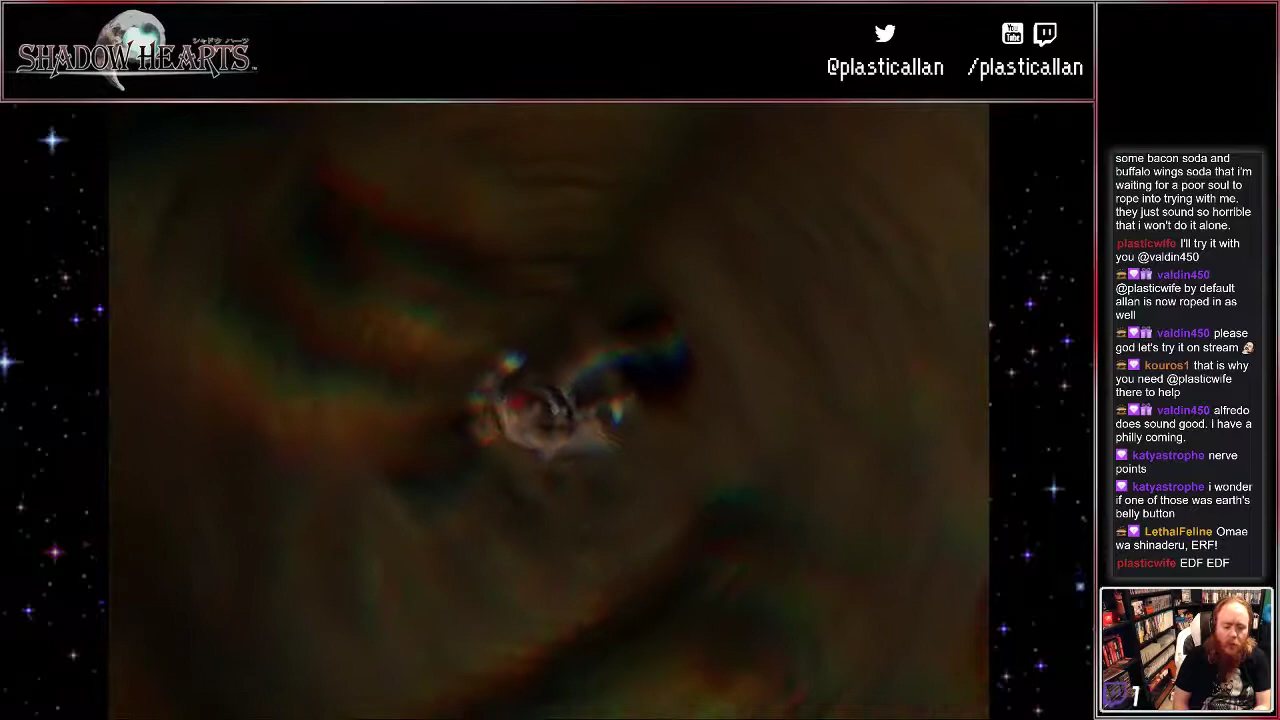 シャドウ ハーツ
SHADOW HEARTS
@plasticallan
You Tube
/plasticallan
some bacon soda and
buffalo wings soda that i'm
waiting for a poor soul to
rope into trying with me.
they just sound so horrible
that i won't do it alone.
plasticwife I'll try it with
you @valdin450
valdin450
@plasticwife by default
allan is now roped in as
well
valdin450 please
god let's try it on stream
kouros1 that is why
you need @plasticwife
there to help
valdin450 alfredo
does sound good. I have a
philly coming.
katyastrophe nerve
points
katyastrophe i wonder
if one of those was earth's
belly button
LethalFeline Omae
wa shinaderu, ERF!
plasticwife EDF EDF